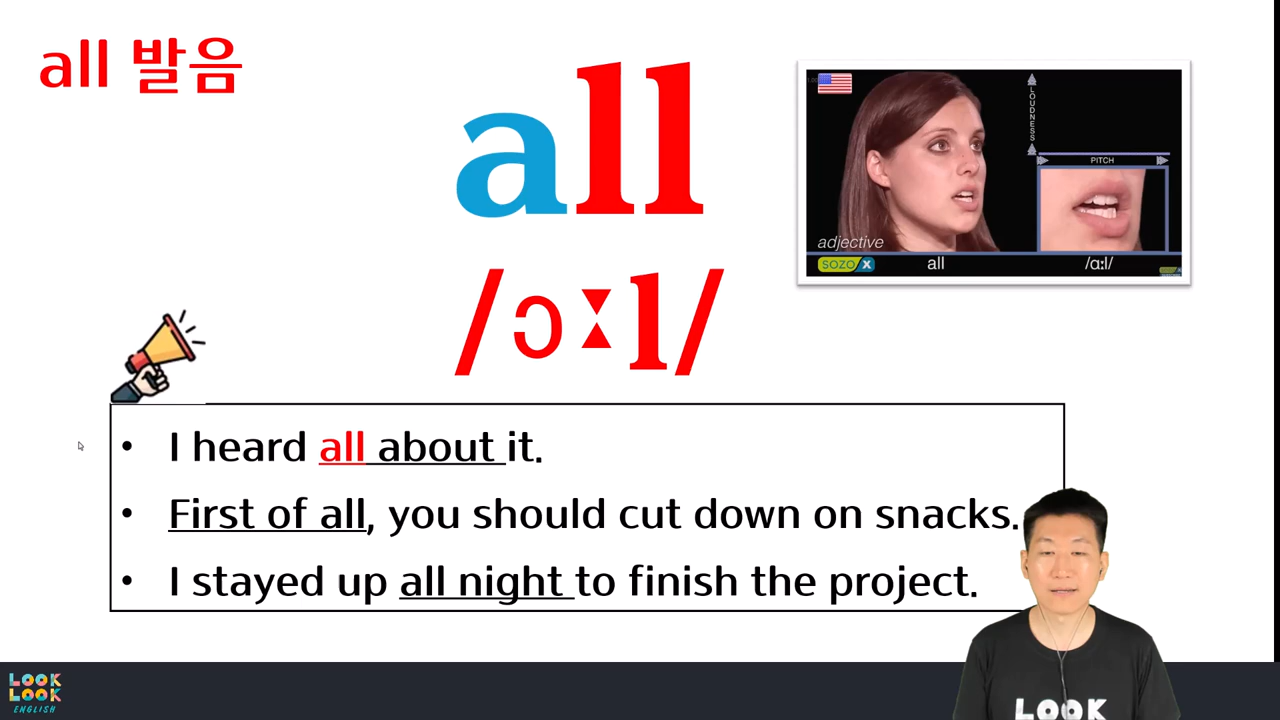 all 발음
all
/ɔːl/
LOUDNESS
PITCH
adjective
SOZO X
all
/ɑːl/
• I heard all about it.
• First of all, you should cut down on snacks.
• I stayed up all night to finish the project.
LOOK
LOOK
ENGLISH
LOOK